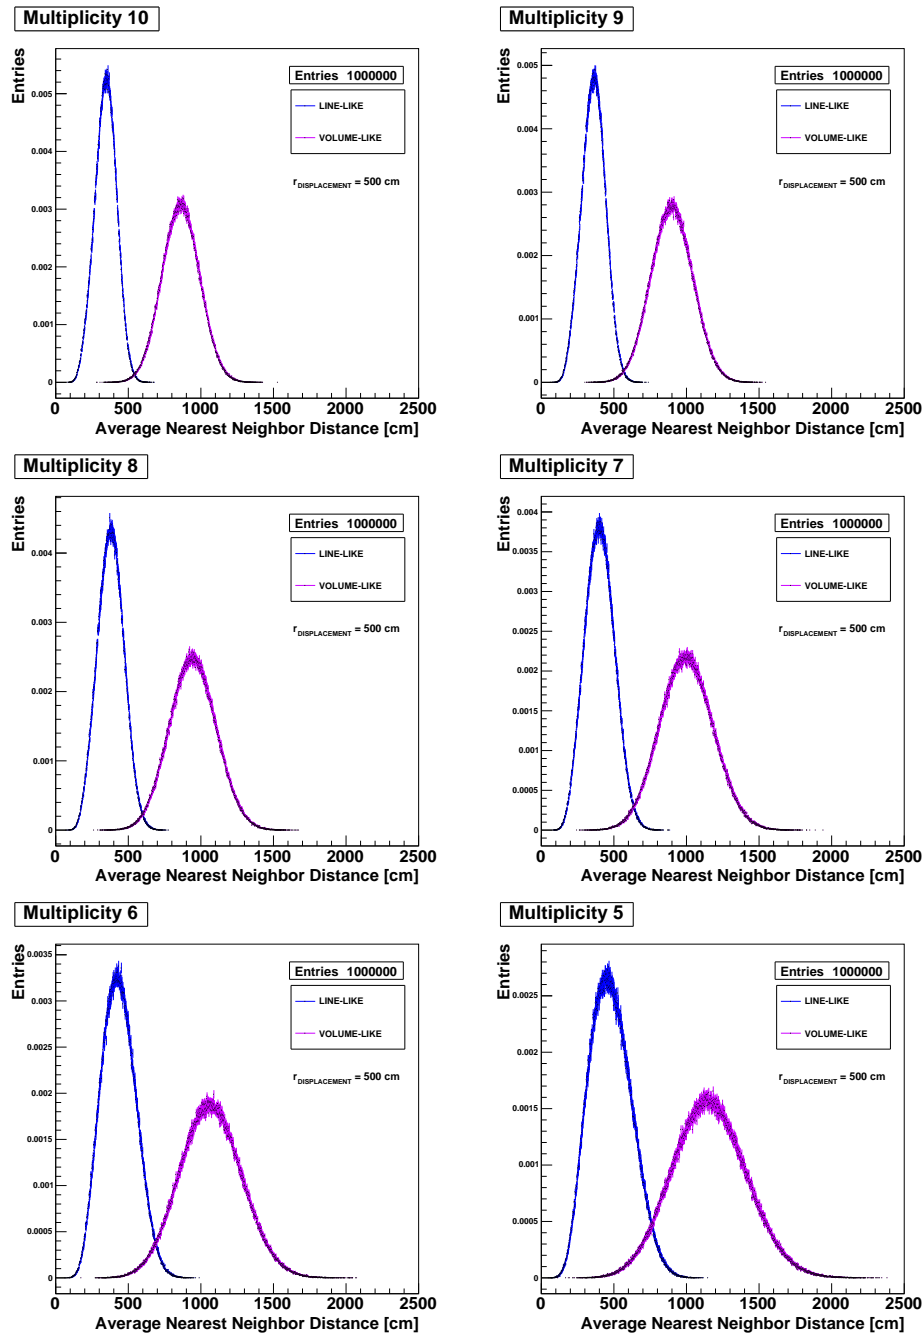 Multiplicity 10
Entries
0.005
0.004
0.003
0.002
0.001
0
Entries 1000000
LINE-LIKE
VOLUME-LIKE
rDISPLACEMENT = 500 cm
0 500 1000 1500 2000 2500
Average Nearest Neighbor Distance [cm]
Multiplicity 9
Entries
0.005
0.004
0.003
0.002
0.001
0
Entries 1000000
LINE-LIKE
VOLUME-LIKE
rDISPLACEMENT = 500 cm
0 500 1000 1500 2000 2500
Average Nearest Neighbor Distance [cm]
Multiplicity 8
Entries
0.004
0.003
0.002
0.001
0
Entries 1000000
LINE-LIKE
VOLUME-LIKE
rDISPLACEMENT = 500 cm
0 500 1000 1500 2000 2500
Average Nearest Neighbor Distance [cm]
Multiplicity 7
Entries
0.004
0.0035
0.003
0.0025
0.002
0.0015
0.001
0.0005
0
Entries 1000000
LINE-LIKE
VOLUME-LIKE
rDISPLACEMENT = 500 cm
0 500 1000 1500 2000 2500
Average Nearest Neighbor Distance [cm]
Multiplicity 6
Entries
0.0035
0.003
0.0025
0.002
0.0015
0.001
0.0005
0
Entries 1000000
LINE-LIKE
VOLUME-LIKE
rDISPLACEMENT = 500 cm
0 500 1000 1500 2000 2500
Average Nearest Neighbor Distance [cm]
Multiplicity 5
Entries
0.0025
0.002
0.0015
0.001
0.0005
0
Entries 1000000
LINE-LIKE
VOLUME-LIKE
rDISPLACEMENT = 500 cm
0 500 1000 1500 2000 2500
Average Nearest Neighbor Distance [cm]